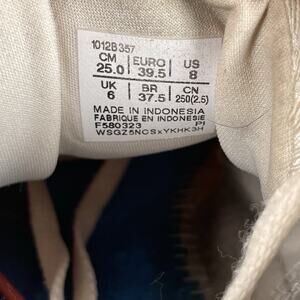 1012B357
CM EURO US
25.0 39.5 8
UK BR CN
6 37.5 250(2.5)
MADE IN INDONESIA
FABRIQUE EN INDONESIE
F580323 PI
WSGZ5NCSxYKHK3H